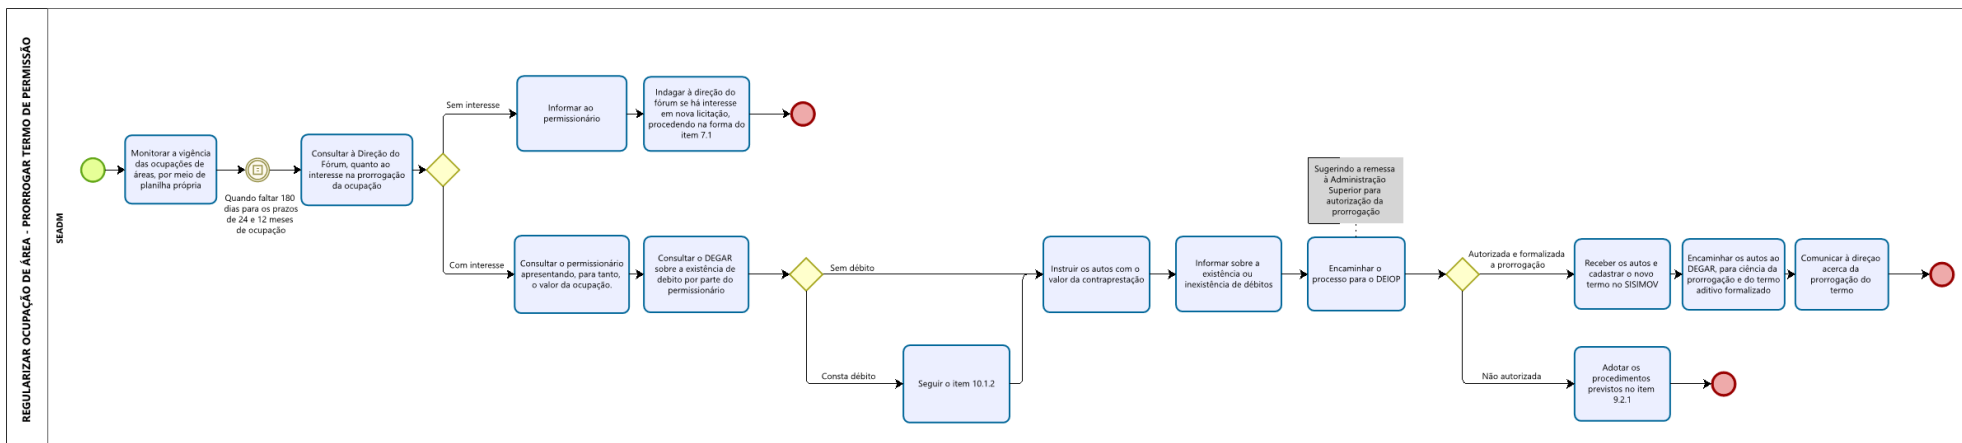 REGULARIZAR OCUPAÇÃO DE ÁREA - PRORROGAR TERMO DE PERMISSÃO
SEADM
Monitorar a vigência
das ocupações de
áreas, por meio de
planilha própria
Quando faltar 180
dias para os prazos
de 24 e 12 meses
de ocupação
Consultar à Direção do
Fórum, quanto ao
interesse na prorrogação
da ocupação
Sem interesse
Informar ao
permissionário
Indagar à direção do
fórum se há interesse
em nova licitação,
procedendo na forma do
item 7.1
Com interesse
Consultar o permissionário
apresentando, para tanto,
o valor da ocupação.
Consultar o DEGAR
sobre a existência de
debito por parte do
permissionário
Sem débito
Consta débito
Seguir o item 10.1.2
Instruir os autos com o
valor da contraprestação
Informar sobre a
existência ou
inexistência de débitos
Sugerindo a remessa
à Administração
Superior para
autorização da
prorrogação
Encaminhar o
processo para o DEIOP
Autorizada e formalizada
a prorrogação
Receber os autos e
cadastrar o novo
termo no SISIMOV
Encaminhar os autos ao
DEGAR, para ciência da
prorrogação e do termo
aditivo formalizado
Comunicar à direçao
acerca da
prorrogação do
termo
Não autorizada
Adotar os
procedimentos
previstos no item
9.2.1